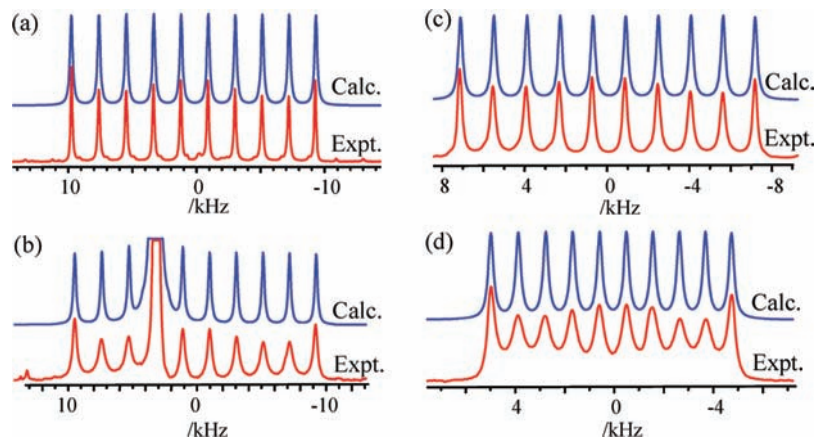 (a)
Calc.
Expt.
10 0 -10
/kHz
(b)
Calc.
Expt.
10 0 -10
/kHz
(c)
Calc.
Expt.
8 4 0 -4 -8
/kHz
(d)
Calc.
Expt.
4 0 -4
/kHz